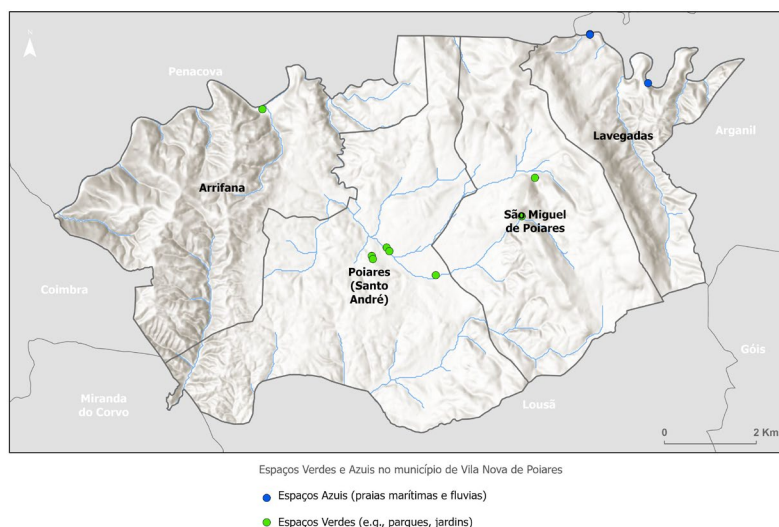 N
Penacova
Lavegadas
Arganil
Arrifana
São Miguel
de Poiares
Poiares
(Santo
André)
Coimbra
Góis
Miranda
do Corvo
Lousã
0 2 Km
Espaços Verdes e Azuis no município de Vila Nova de Poiares
Espaços Azuis (praias marítimas e fluvias)
Espaços Verdes (e.g., parques, jardins)